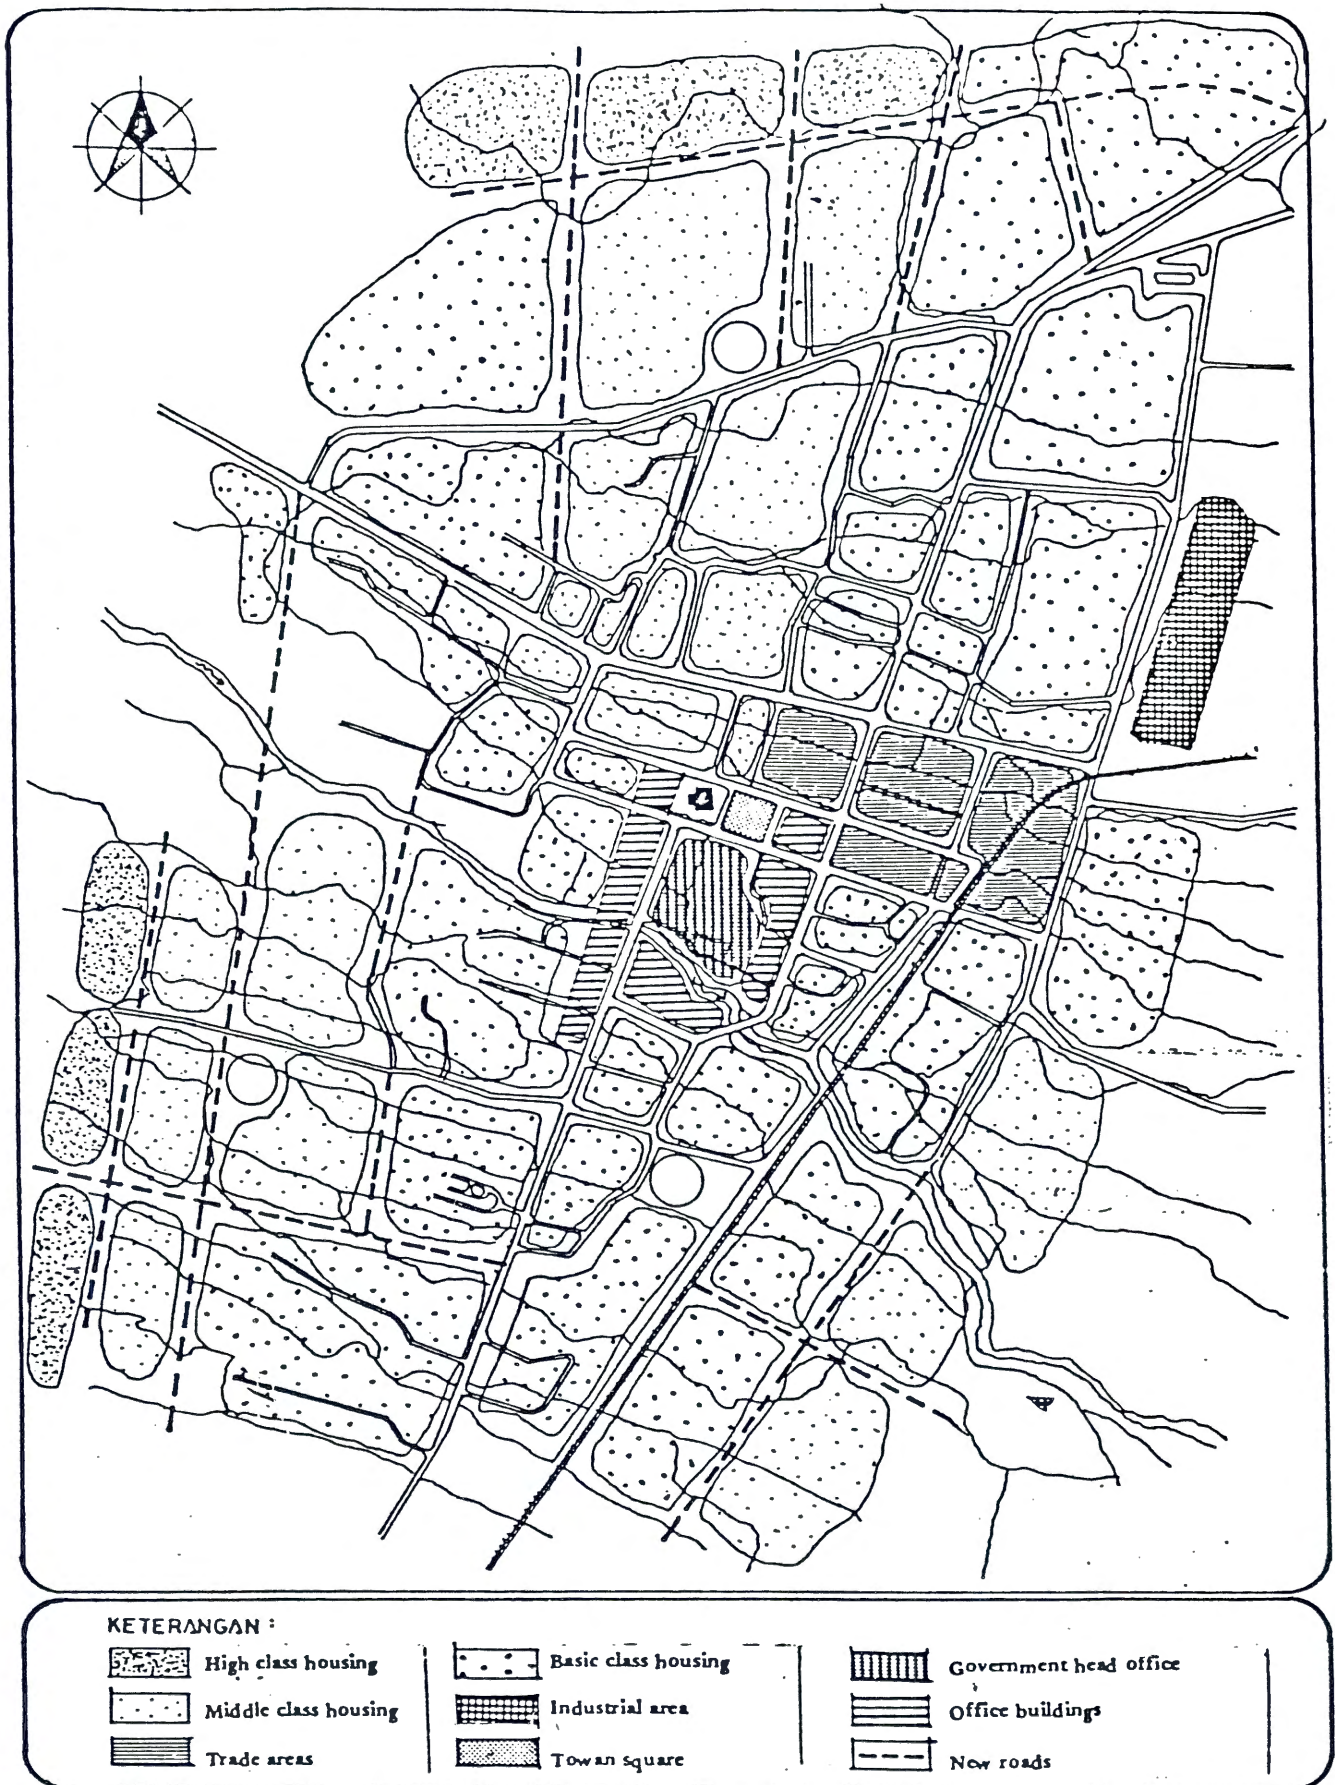 KETERANGAN :
High class housing
Middle class housing
Trade areas
Basic class housing
Industrial area
Towan square
Government head office
Office buildings
New roads